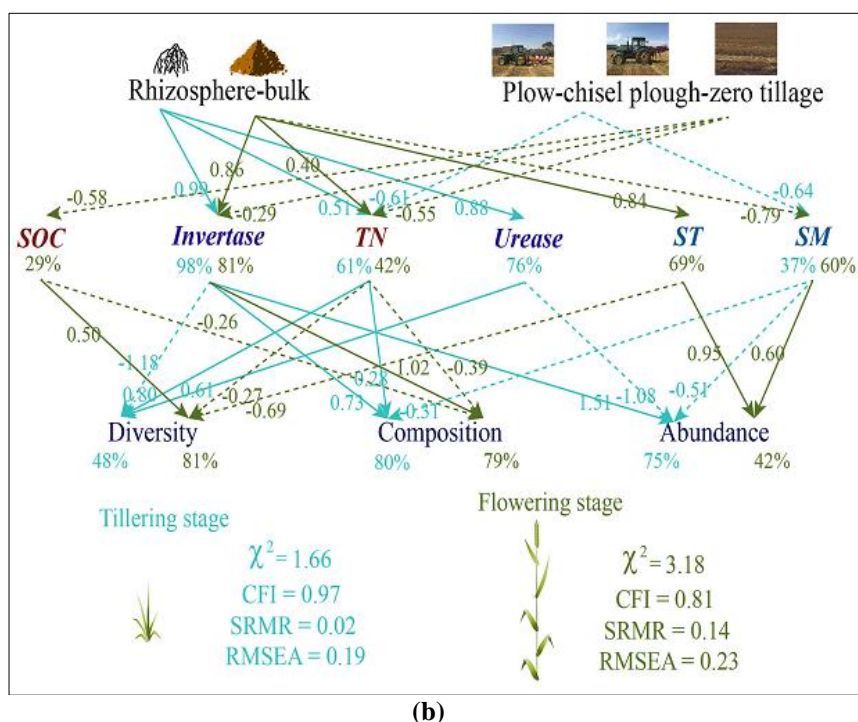 Rhizosphere-bulk
Plow-chisel plough-zero tillage
0.86
0.40
-0.58
0.99
-0.29
0.51
-0.61
-0.55
0.88
0.84
-0.64
-0.79
SOC
Invertase
TN
Urease
ST
SM
29%
98% 81%
61% 42%
76%
69%
37% 60%
0.50
-0.26
-1.18
0.80
0.61
-0.27
-0.69
1.02
-0.39
-0.28
0.73
-0.31
0.95
0.60
1.51
-1.08
-0.51
Diversity
Composition
Abundance
48%
81%
80%
79%
75%
42%
Tillering stage
Flowering stage
χ² = 1.66
CFI = 0.97
SRMR = 0.02
RMSEA = 0.19
χ² = 3.18
CFI = 0.81
SRMR = 0.14
RMSEA = 0.23
(b)